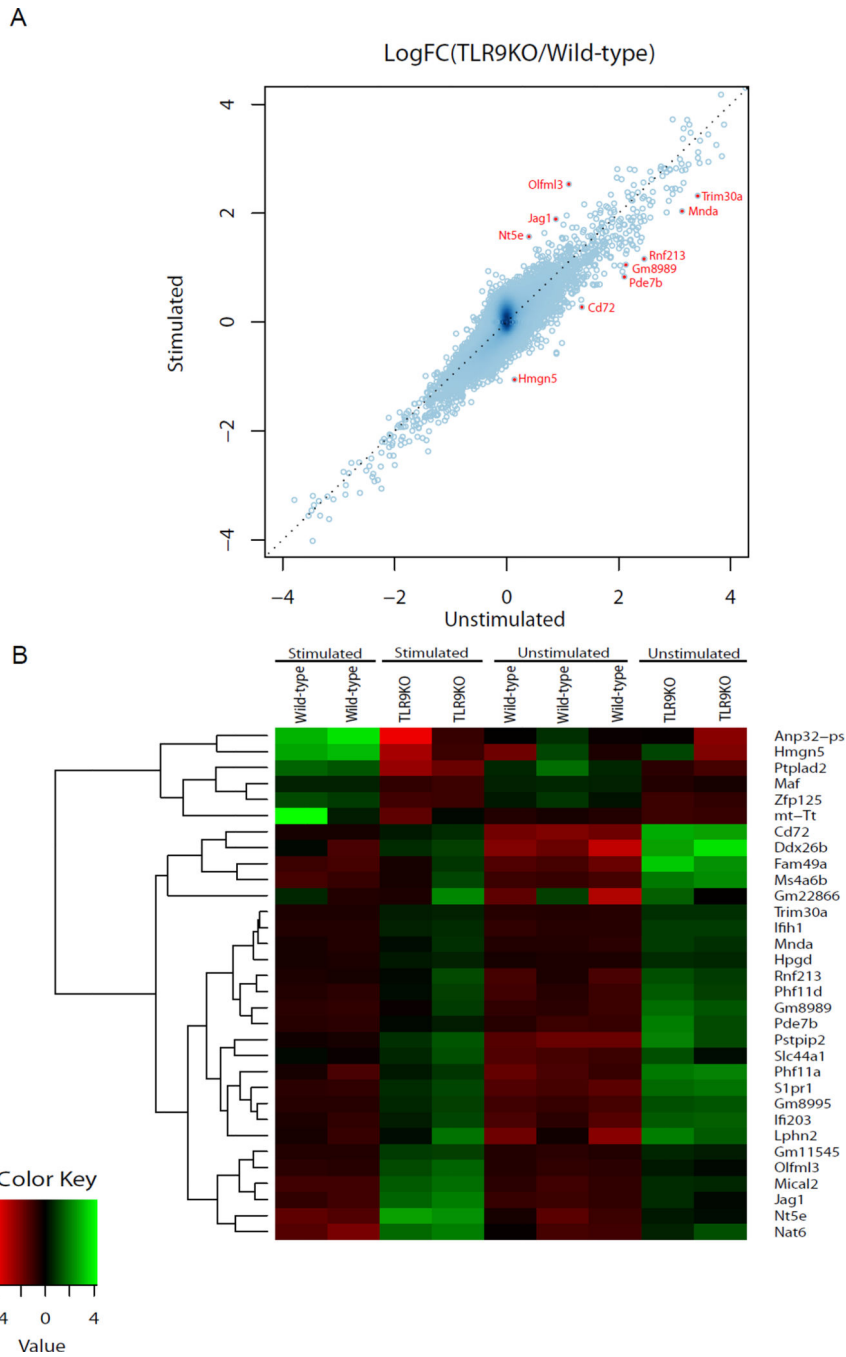 A
LogFC(TLR9KO/Wild-type)
4
2
0
−2
−4
Stimulated
Olfml3
Jag1
Nt5e
Trim30a
Mnda
Rnf213
Gm8989
Pde7b
Cd72
Hmgn5
−4 −2 0 2 4
Unstimulated
B
Stimulated Stimulated Unstimulated Unstimulated
Wild-type Wild-type TLR9KO TLR9KO Wild-type Wild-type Wild-type TLR9KO TLR9KO
Anp32−ps
Hmgn5
Ptplad2
Maf
Zfp125
mt−Tt
Cd72
Ddx26b
Fam49a
Ms4a6b
Gm22866
Trim30a
Ifih1
Mnda
Hpgd
Rnf213
Phf11d
Gm8989
Pde7b
Pstpip2
Slc44a1
Phf11a
S1pr1
Gm8995
Ifi203
Lphn2
Gm11545
Olfml3
Mical2
Jag1
Nt5e
Nat6
Color Key
4 0 4
Value